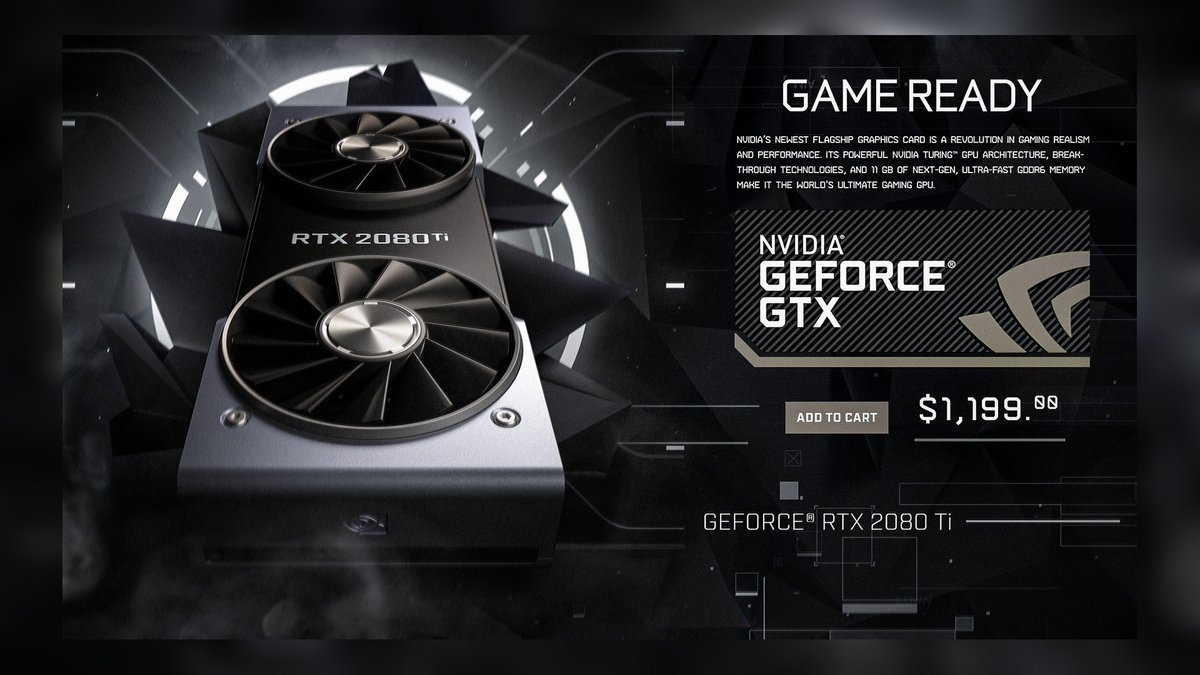 RTX 2080 Ti
GAME READY
NVIDIA'S NEWEST FLAGSHIP GRAPHICS CARD IS A REVOLUTION IN GAMING REALISM
AND PERFORMANCE. ITS POWERFUL NVIDIA TURING™ GPU ARCHITECTURE, BREAK-
THROUGH TECHNOLOGIES, AND 11 GB OF NEXT-GEN, ULTRA-FAST GDDR6 MEMORY
MAKE IT THE WORLD'S ULTIMATE GAMING GPU.
NVIDIA®
GEFORCE®
GTX
ADD TO CART
$1,199.00
GEFORCE® RTX 2080 Ti